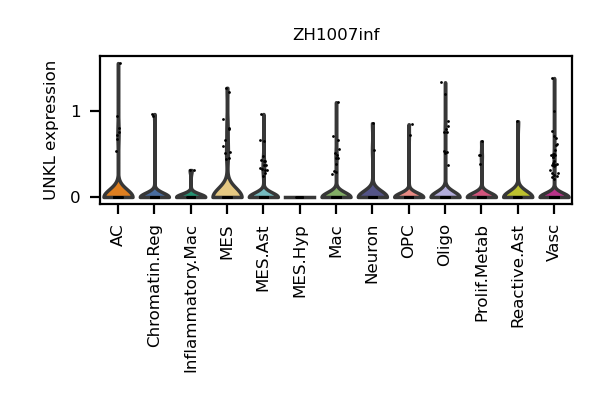 ZH1007inf
UNKL expression
1
0
AC
Chromatin.Reg
Inflammatory.Mac
MES
MES.Ast
MES.Hyp
Mac
Neuron
OPC
Oligo
Prolif.Metab
Reactive.Ast
Vasc